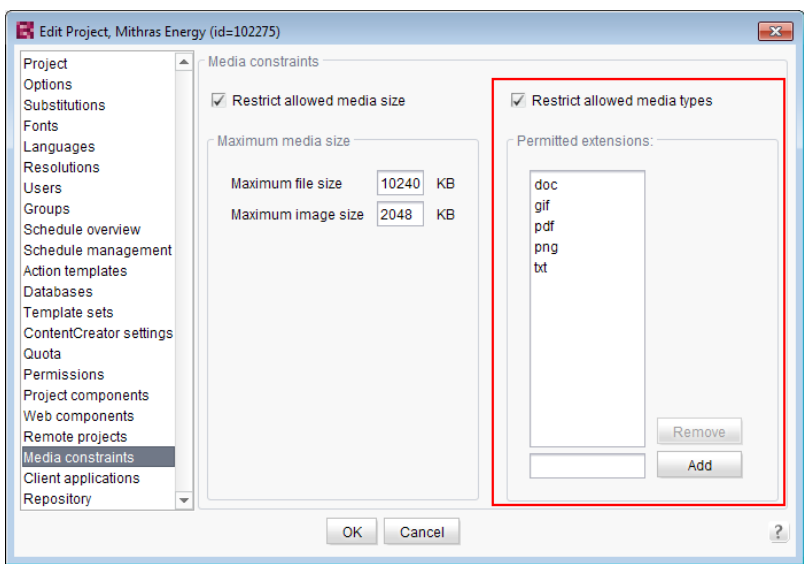 Edit Project, Mithras Energy (id=102275)
Project
Options
Substitutions
Fonts
Languages
Resolutions
Users
Groups
Schedule overview
Schedule management
Action templates
Databases
Template sets
ContentCreator settings
Quota
Permissions
Project components
Web components
Remote projects
Media constraints
Client applications
Repository
Media constraints
Restrict allowed media size
Maximum media size
Maximum file size 10240 KB
Maximum image size 2048 KB
Restrict allowed media types
Permitted extensions:
doc
gif
pdf
png
txt
Remove
Add
OK Cancel
?